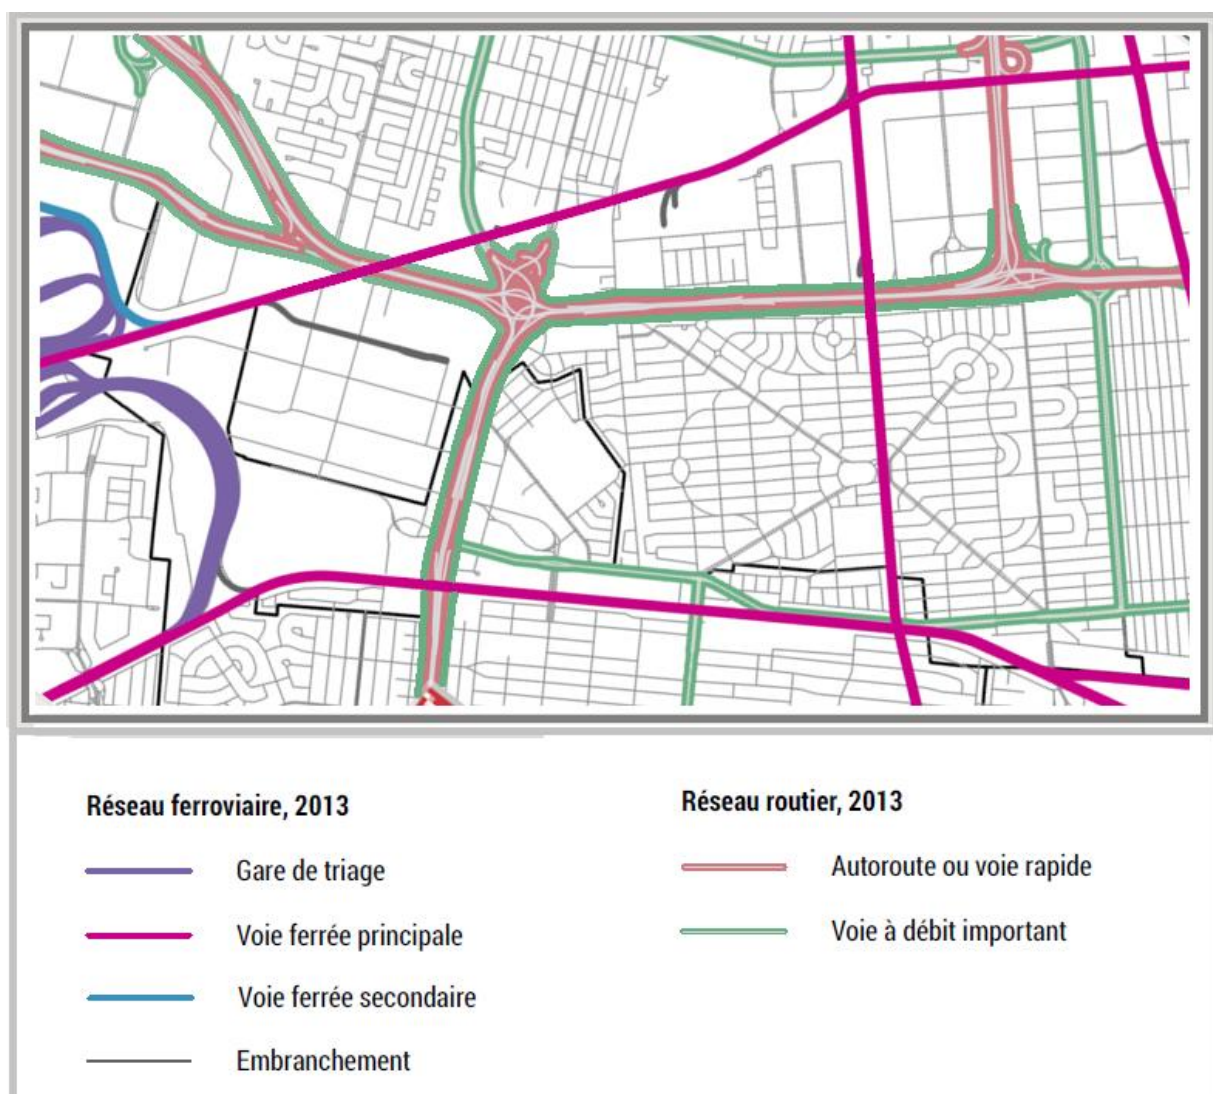 Réseau ferroviaire, 2013
Gare de triage
Voie ferrée principale
Voie ferrée secondaire
Embranchement
Réseau routier, 2013
Autoroute ou voie rapide
Voie à débit important